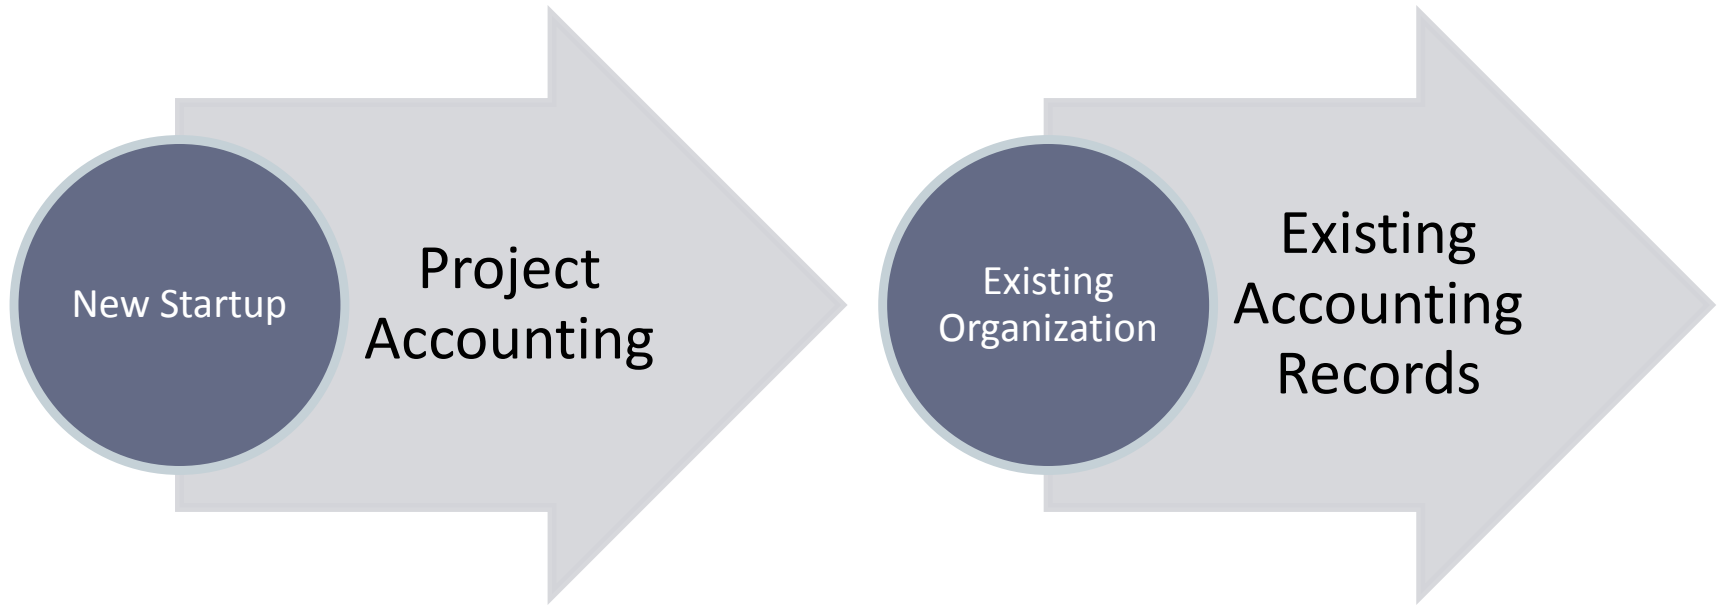 New Startup
Project
Accounting
Existing
Organization
Existing
Accounting
Records